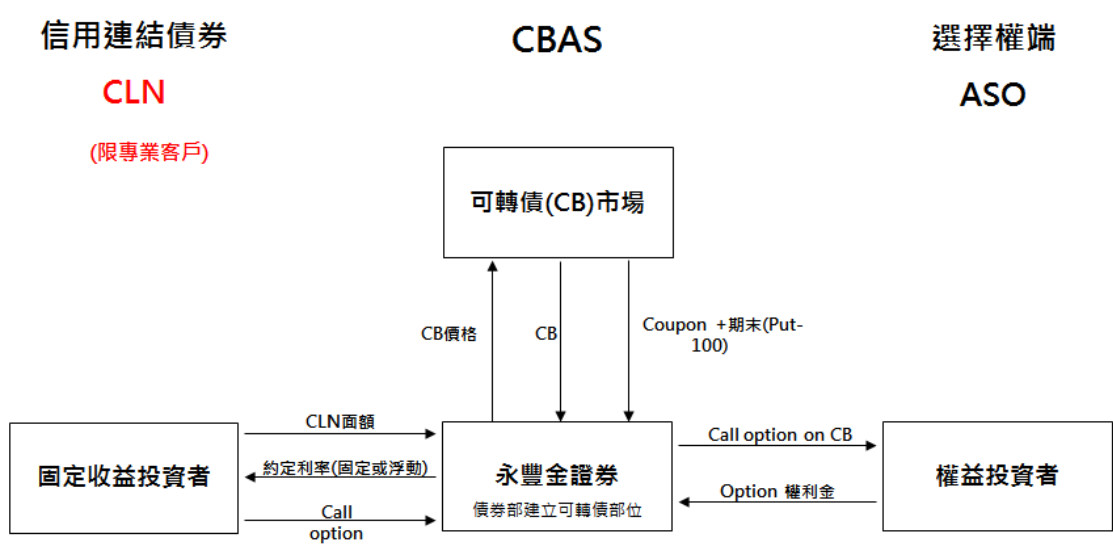 信用連結債券
CBAS
選擇權端
CLN
ASO
(限專業客戶)
可轉債(CB)市場
CB價格
CB
Coupon +期末(Put-
100)
CLN面額
約定利率(固定或浮動)
Call
option
固定收益投資者
永豐金證券
債券部建立可轉債部位
Call option on CB
Option 權利金
權益投資者